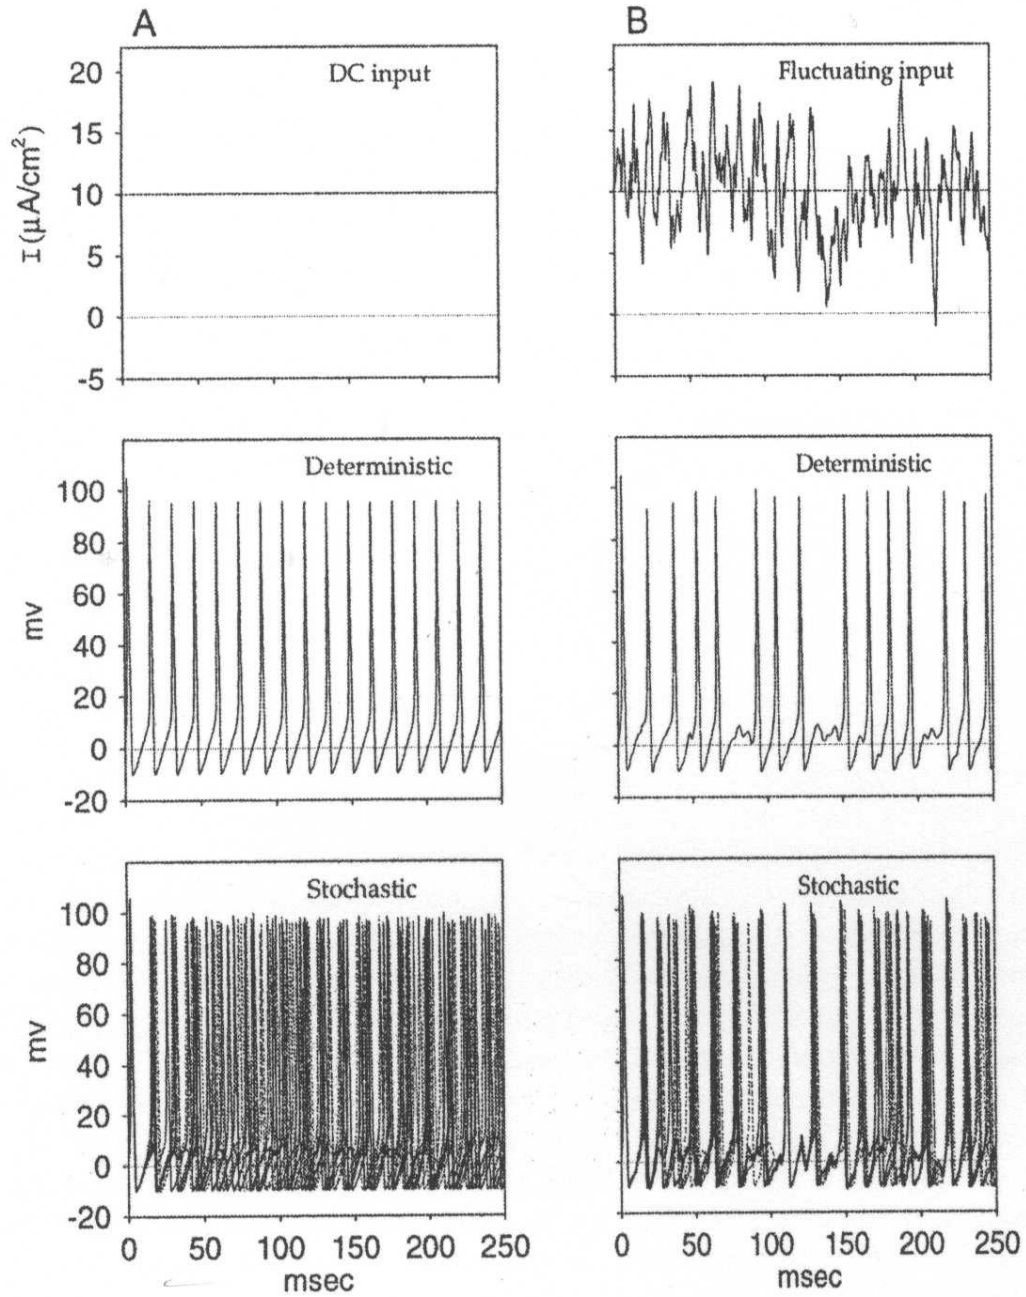 A
DC input
I (μA/cm²)
20
15
10
5
0
-5
B
Fluctuating input
Deterministic
mv
100
80
60
40
20
0
-20
Deterministic
Stochastic
mv
100
80
60
40
20
0
-20
0 50 100 150 200 250
msec
Stochastic
0 50 100 150 200 250
msec